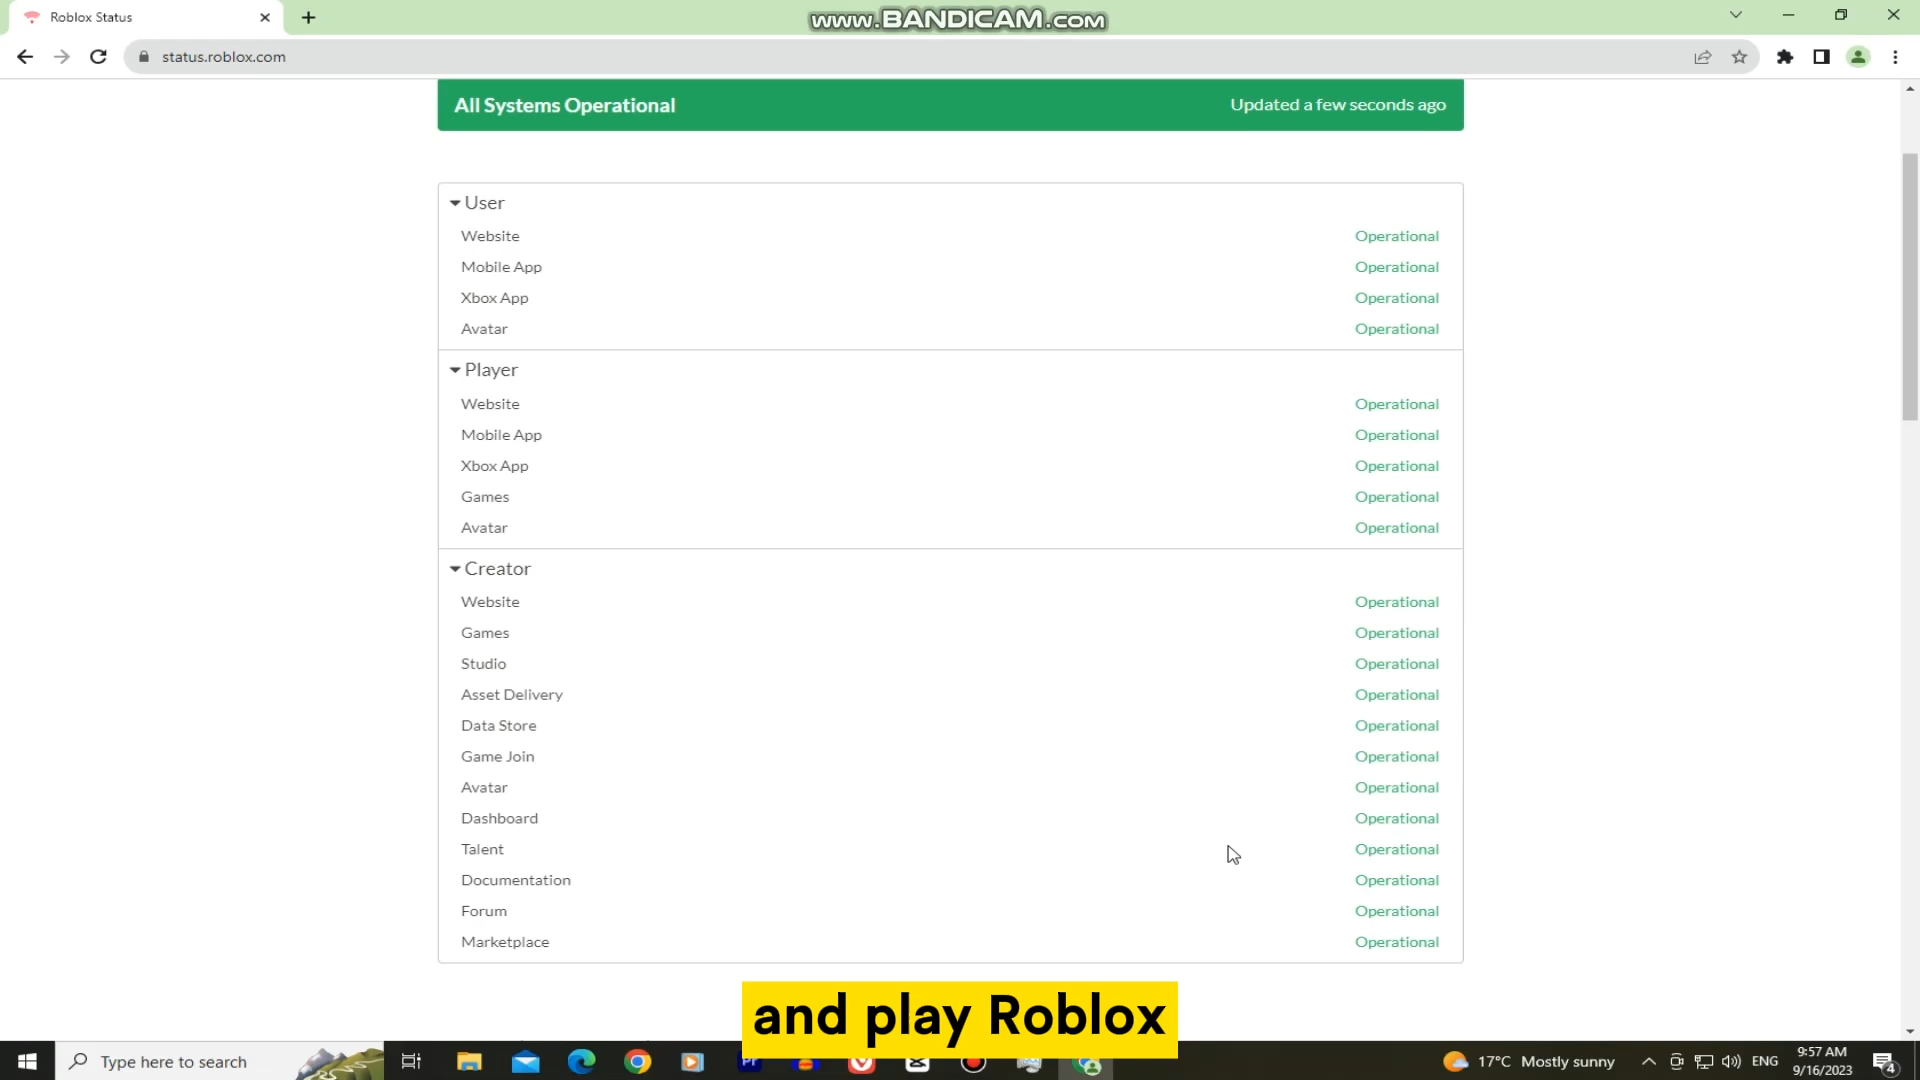 Roblox Status
www.BANDICAM.com
status.roblox.com
All Systems Operational
Updated a few seconds ago
User
Website Operational
Mobile App Operational
Xbox App Operational
Avatar Operational
Player
Website Operational
Mobile App Operational
Xbox App Operational
Games Operational
Avatar Operational
Creator
Website Operational
Games Operational
Studio Operational
Asset Delivery Operational
Data Store Operational
Game Join Operational
Avatar Operational
Dashboard Operational
Talent Operational
Documentation Operational
Forum Operational
Marketplace Operational
and play Roblox
Type here to search
17°C Mostly sunny
ENG
9:57 AM
9/16/2023
4